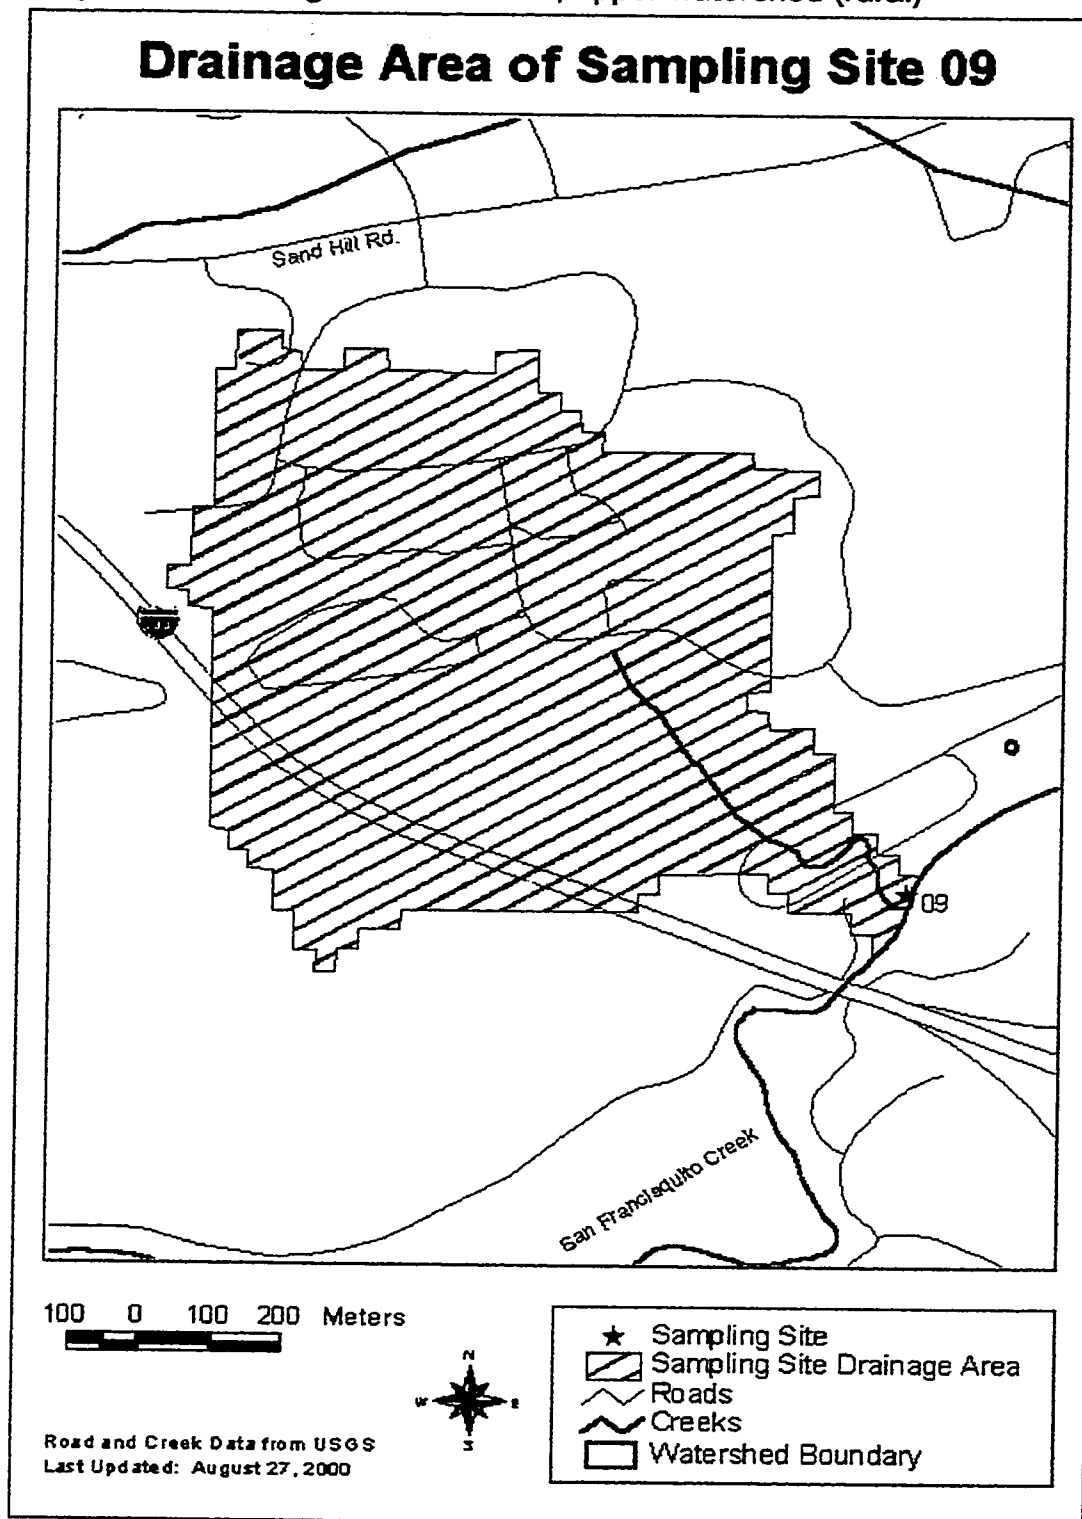 Drainage Area of Sampling Site 09
Sand Hill Rd.
09
San Francisquito Creek
100 0 100 200 Meters
N
W E
S
Sampling Site
Sampling Site Drainage Area
Roads
Creeks
Watershed Boundary
Road and Creek Data from USGS
Last Updated: August 27, 2000